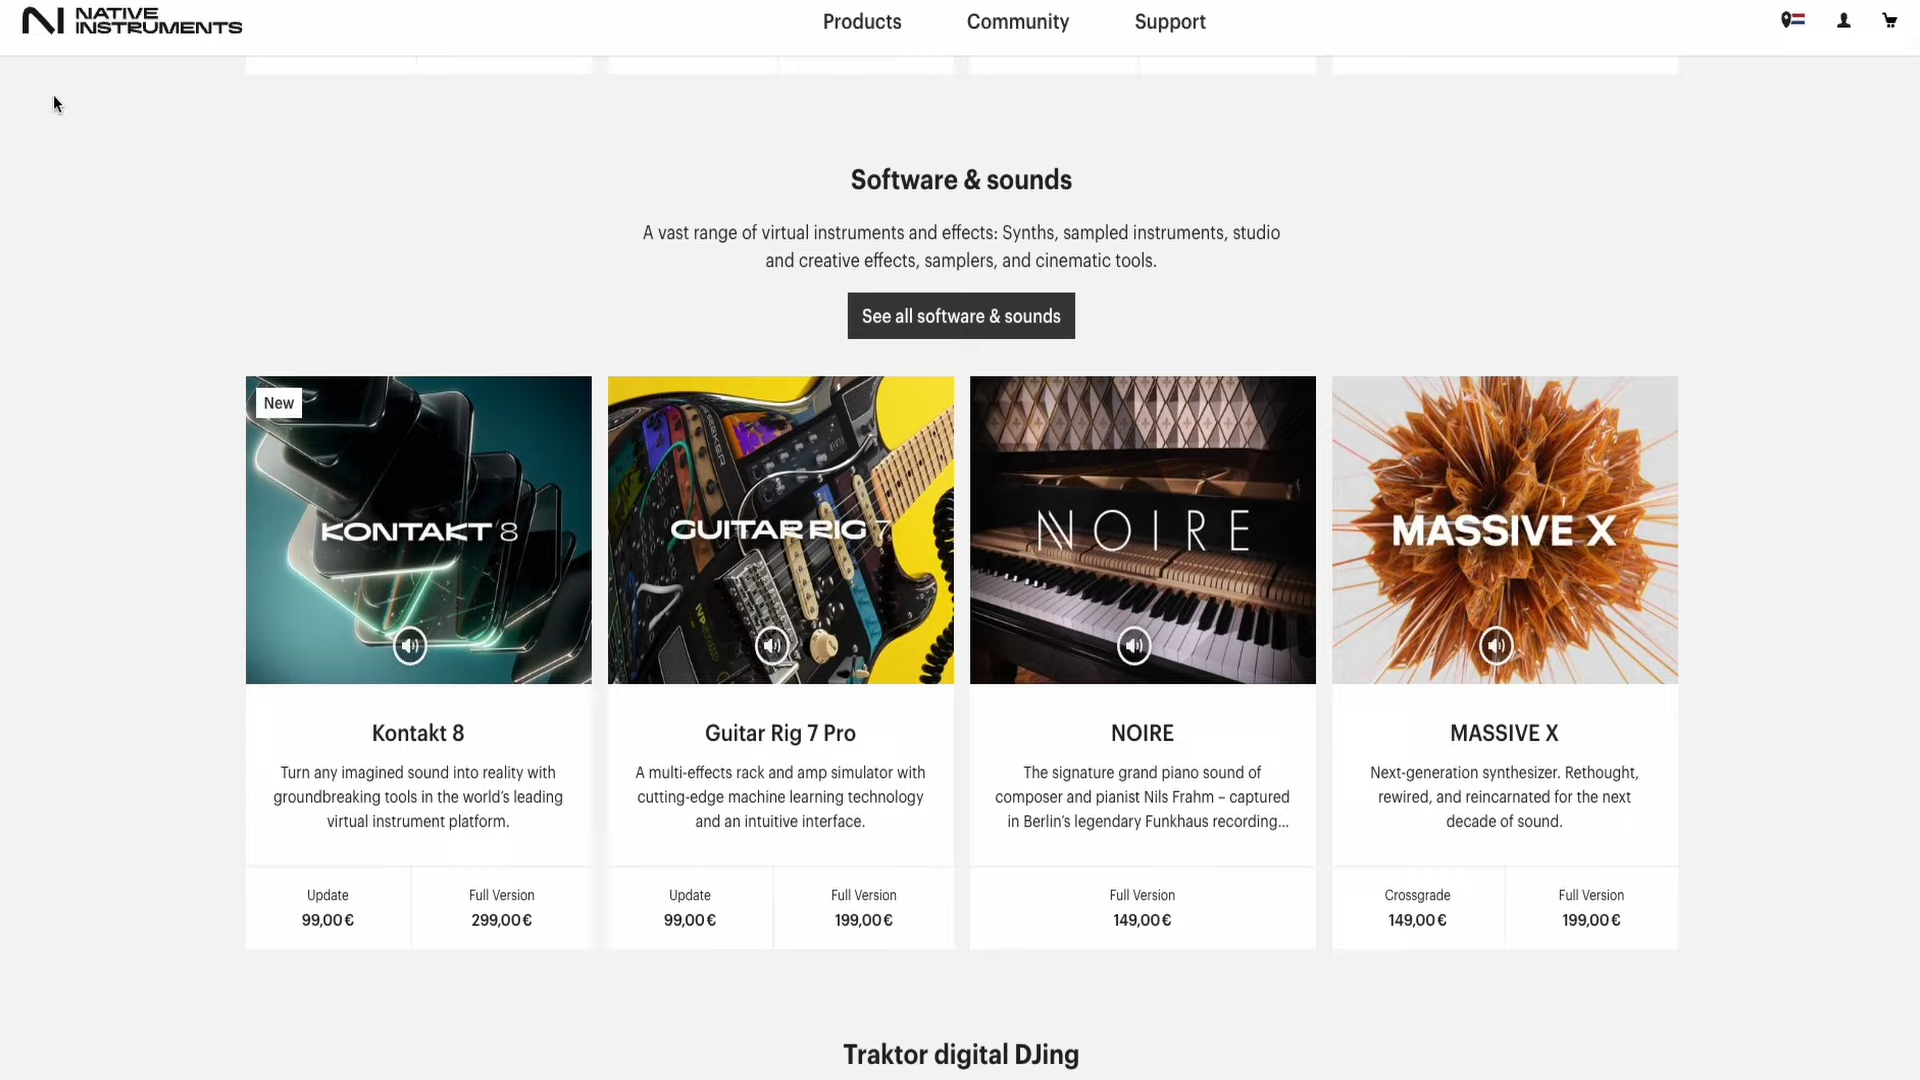 NATIVE
INSTRUMENTS
Products
Community
Support
Software & sounds
A vast range of virtual instruments and effects: Synths, sampled instruments, studio
and creative effects, samplers, and cinematic tools.
See all software & sounds
New
KONTAKT 8
GUITAR RIG 7
NOIRE
MASSIVE X
Kontakt 8
Turn any imagined sound into reality with
groundbreaking tools in the world’s leading
virtual instrument platform.
Update
99,00 €
Full Version
299,00 €
Guitar Rig 7 Pro
A multi-effects rack and amp simulator with
cutting-edge machine learning technology
and an intuitive interface.
Update
99,00 €
Full Version
199,00 €
NOIRE
The signature grand piano sound of
composer and pianist Nils Frahm – captured
in Berlin’s legendary Funkhaus recording...
Full Version
149,00 €
MASSIVE X
Next-generation synthesizer. Rethought,
rewired, and reincarnated for the next
decade of sound.
Crossgrade
149,00 €
Full Version
199,00 €
Traktor digital DJing